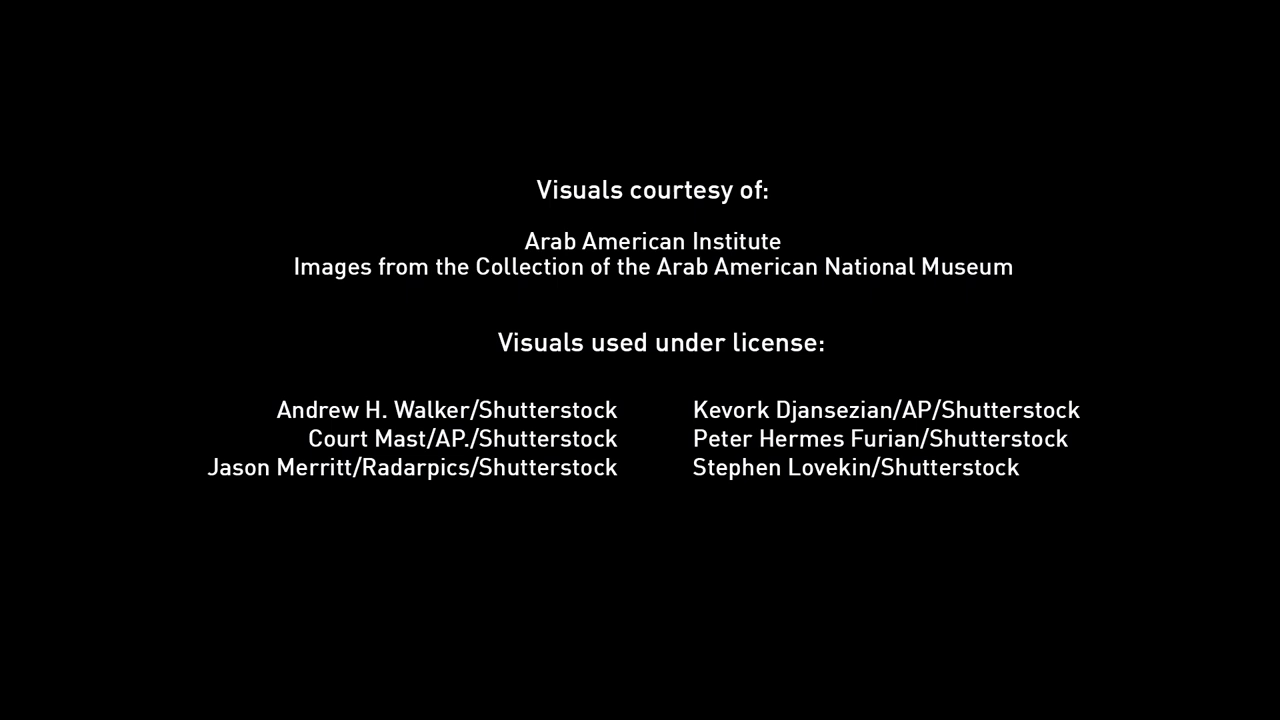 Visuals courtesy of:
Arab American Institute
Images from the Collection of the Arab American National Museum
Visuals used under license:
Andrew H. Walker/Shutterstock
Court Mast/AP./Shutterstock
Jason Merritt/Radarpics/Shutterstock
Kevork Djansezian/AP/Shutterstock
Peter Hermes Furian/Shutterstock
Stephen Lovekin/Shutterstock